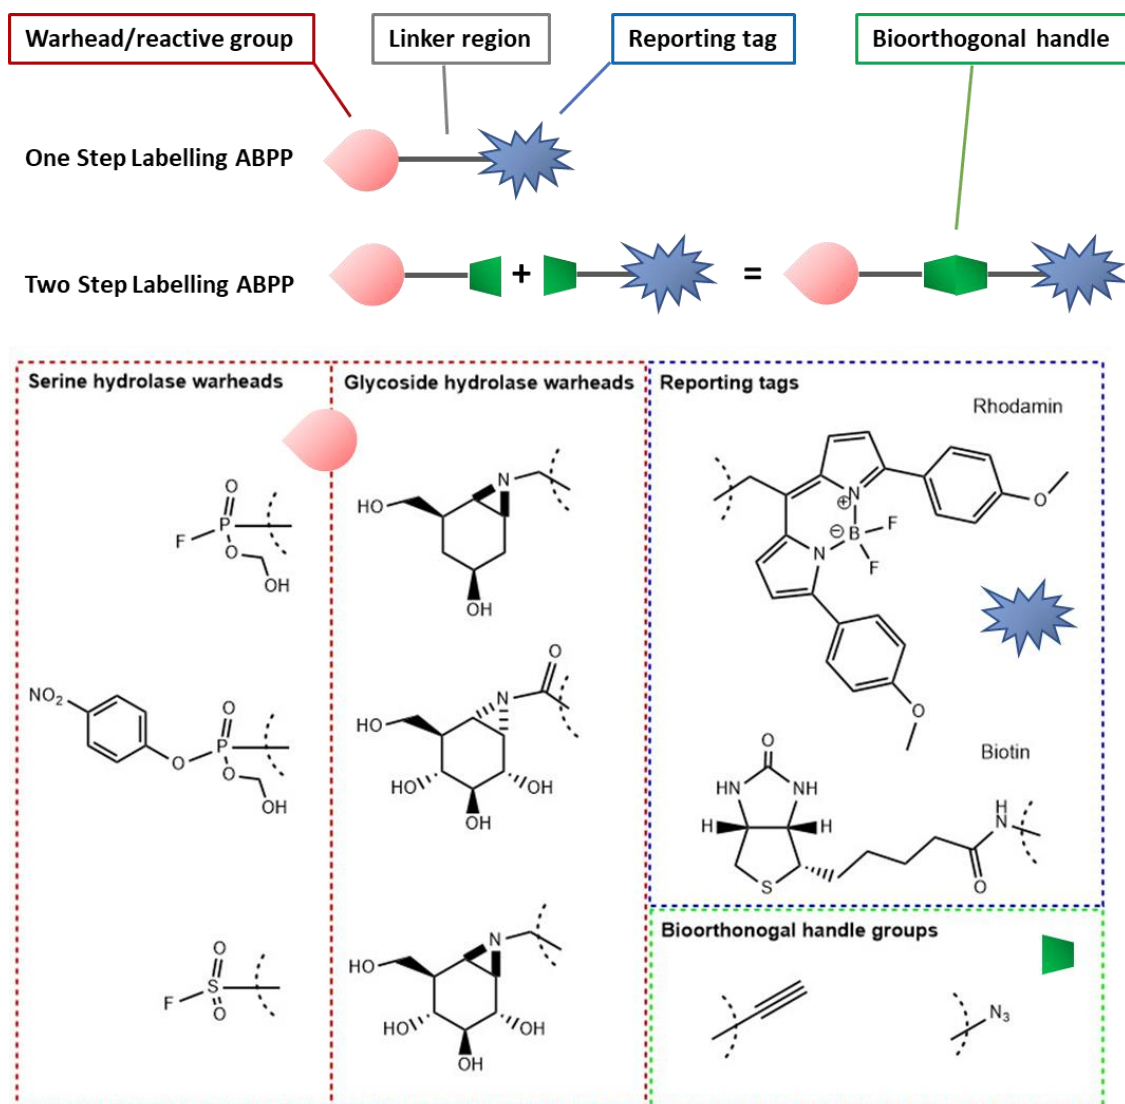 Warhead/reactive group
Linker region
Reporting tag
Bioorthogonal handle
One Step Labelling ABPP
Two Step Labelling ABPP
+
=
Serine hydrolase warheads
O
F
P
O
OH
NO2
O
P
O
O
OH
O
F
S
O
Glycoside hydrolase warheads
N
HO
OH
O
N
HO
HO
OH
OH
N
HO
HO
OH
OH
Reporting tags
Rhodamin
N
⊕
O
⊖
B
F
N
F
O
Biotin
O
HN
NH
H
H
H
N
S
O
Bioorthonogal handle groups
N3